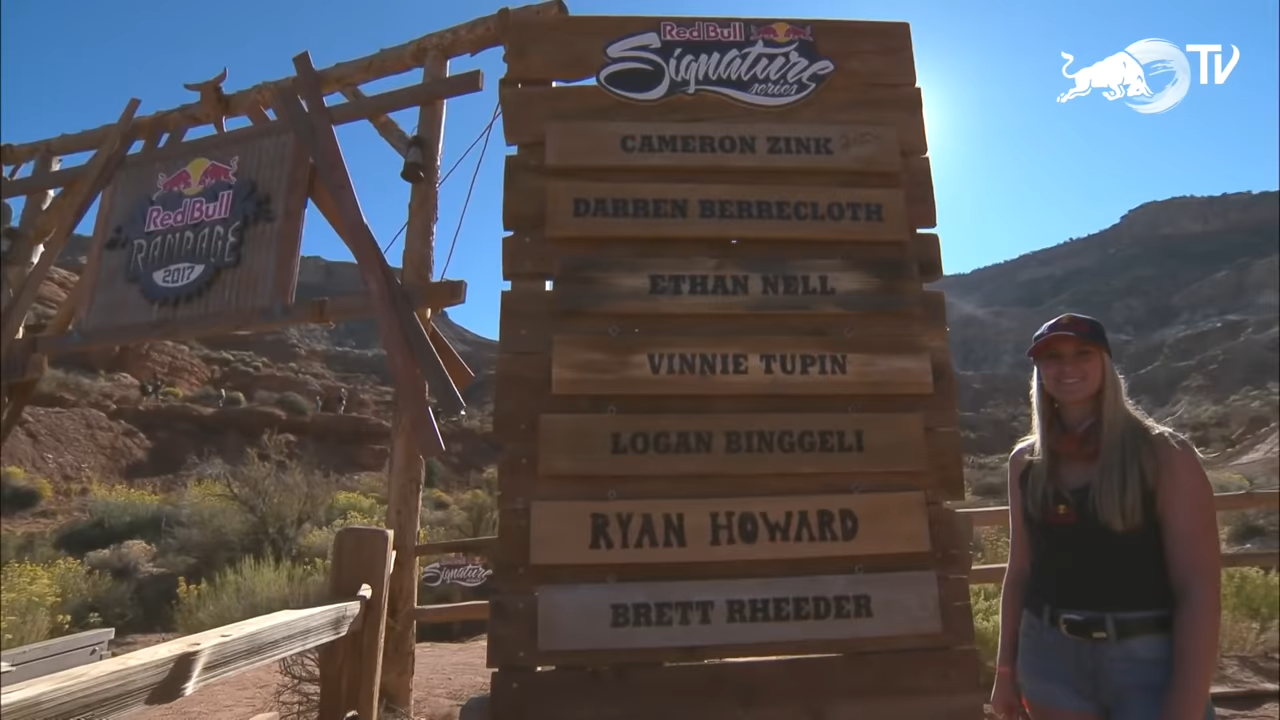 Red Bull
Signature
series
TV
CAMERON ZINK
DARREN BERRECLOTH
ETHAN NELL
VINNIE TUPIN
LOGAN BINGGELI
RYAN HOWARD
BRETT RHEEDER
Red Bull
RAMPAGE
2017
Signature